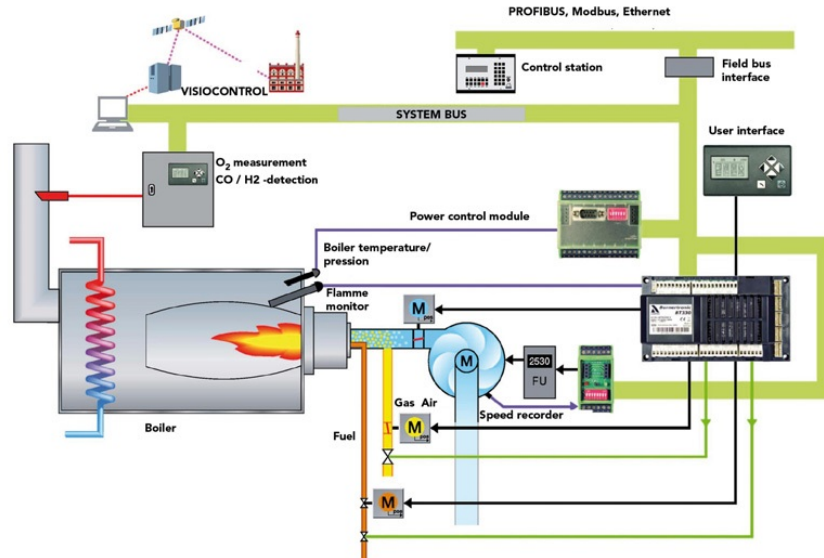 PROFIBUS, Modbus, Ethernet
Control station
Field bus
interface
VISIOCONTROL
SYSTEM BUS
User interface
O₂ measurement
CO / H2 -detection
Power control module
Boiler temperature/
pression
Flamme
monitor
M
M
2530
FU
Gas Air
Speed recorder
M
Boiler
Fuel
M